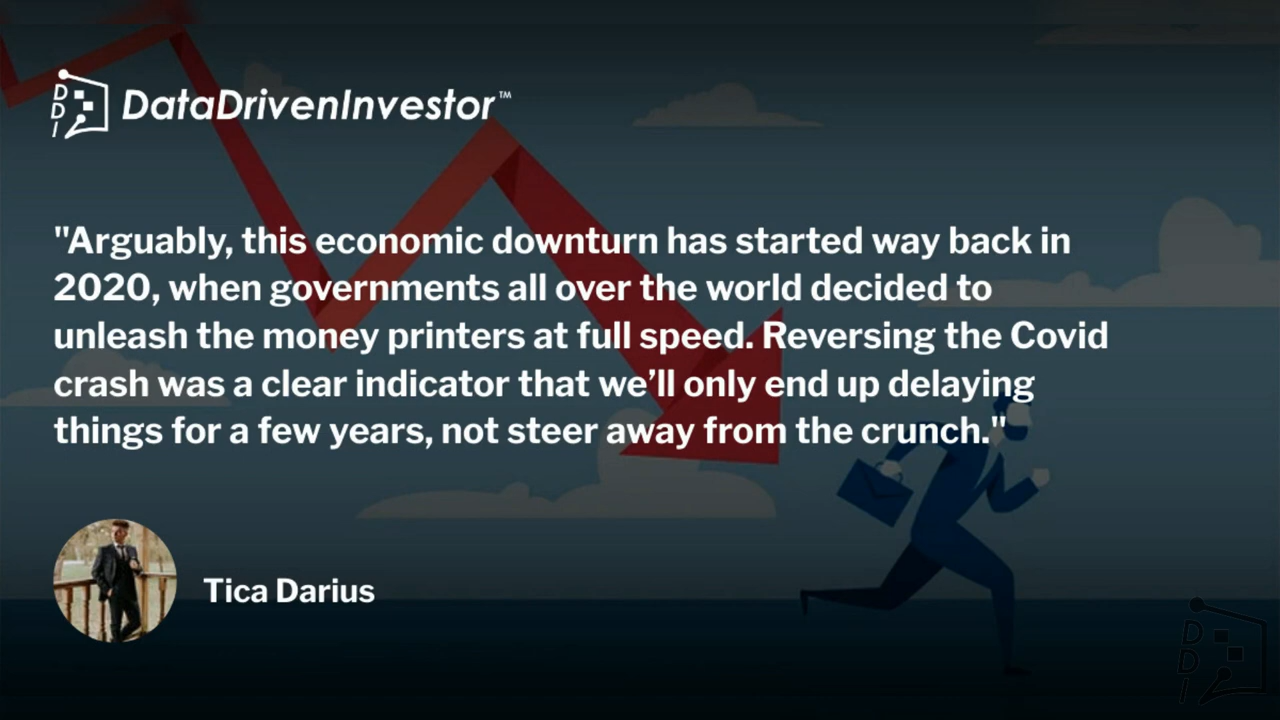 DDI
DataDrivenInvestor™
"Arguably, this economic downturn has started way back in
2020, when governments all over the world decided to
unleash the money printers at full speed. Reversing the Covid
crash was a clear indicator that we’ll only end up delaying
things for a few years, not steer away from the crunch."
Tica Darius
DDI